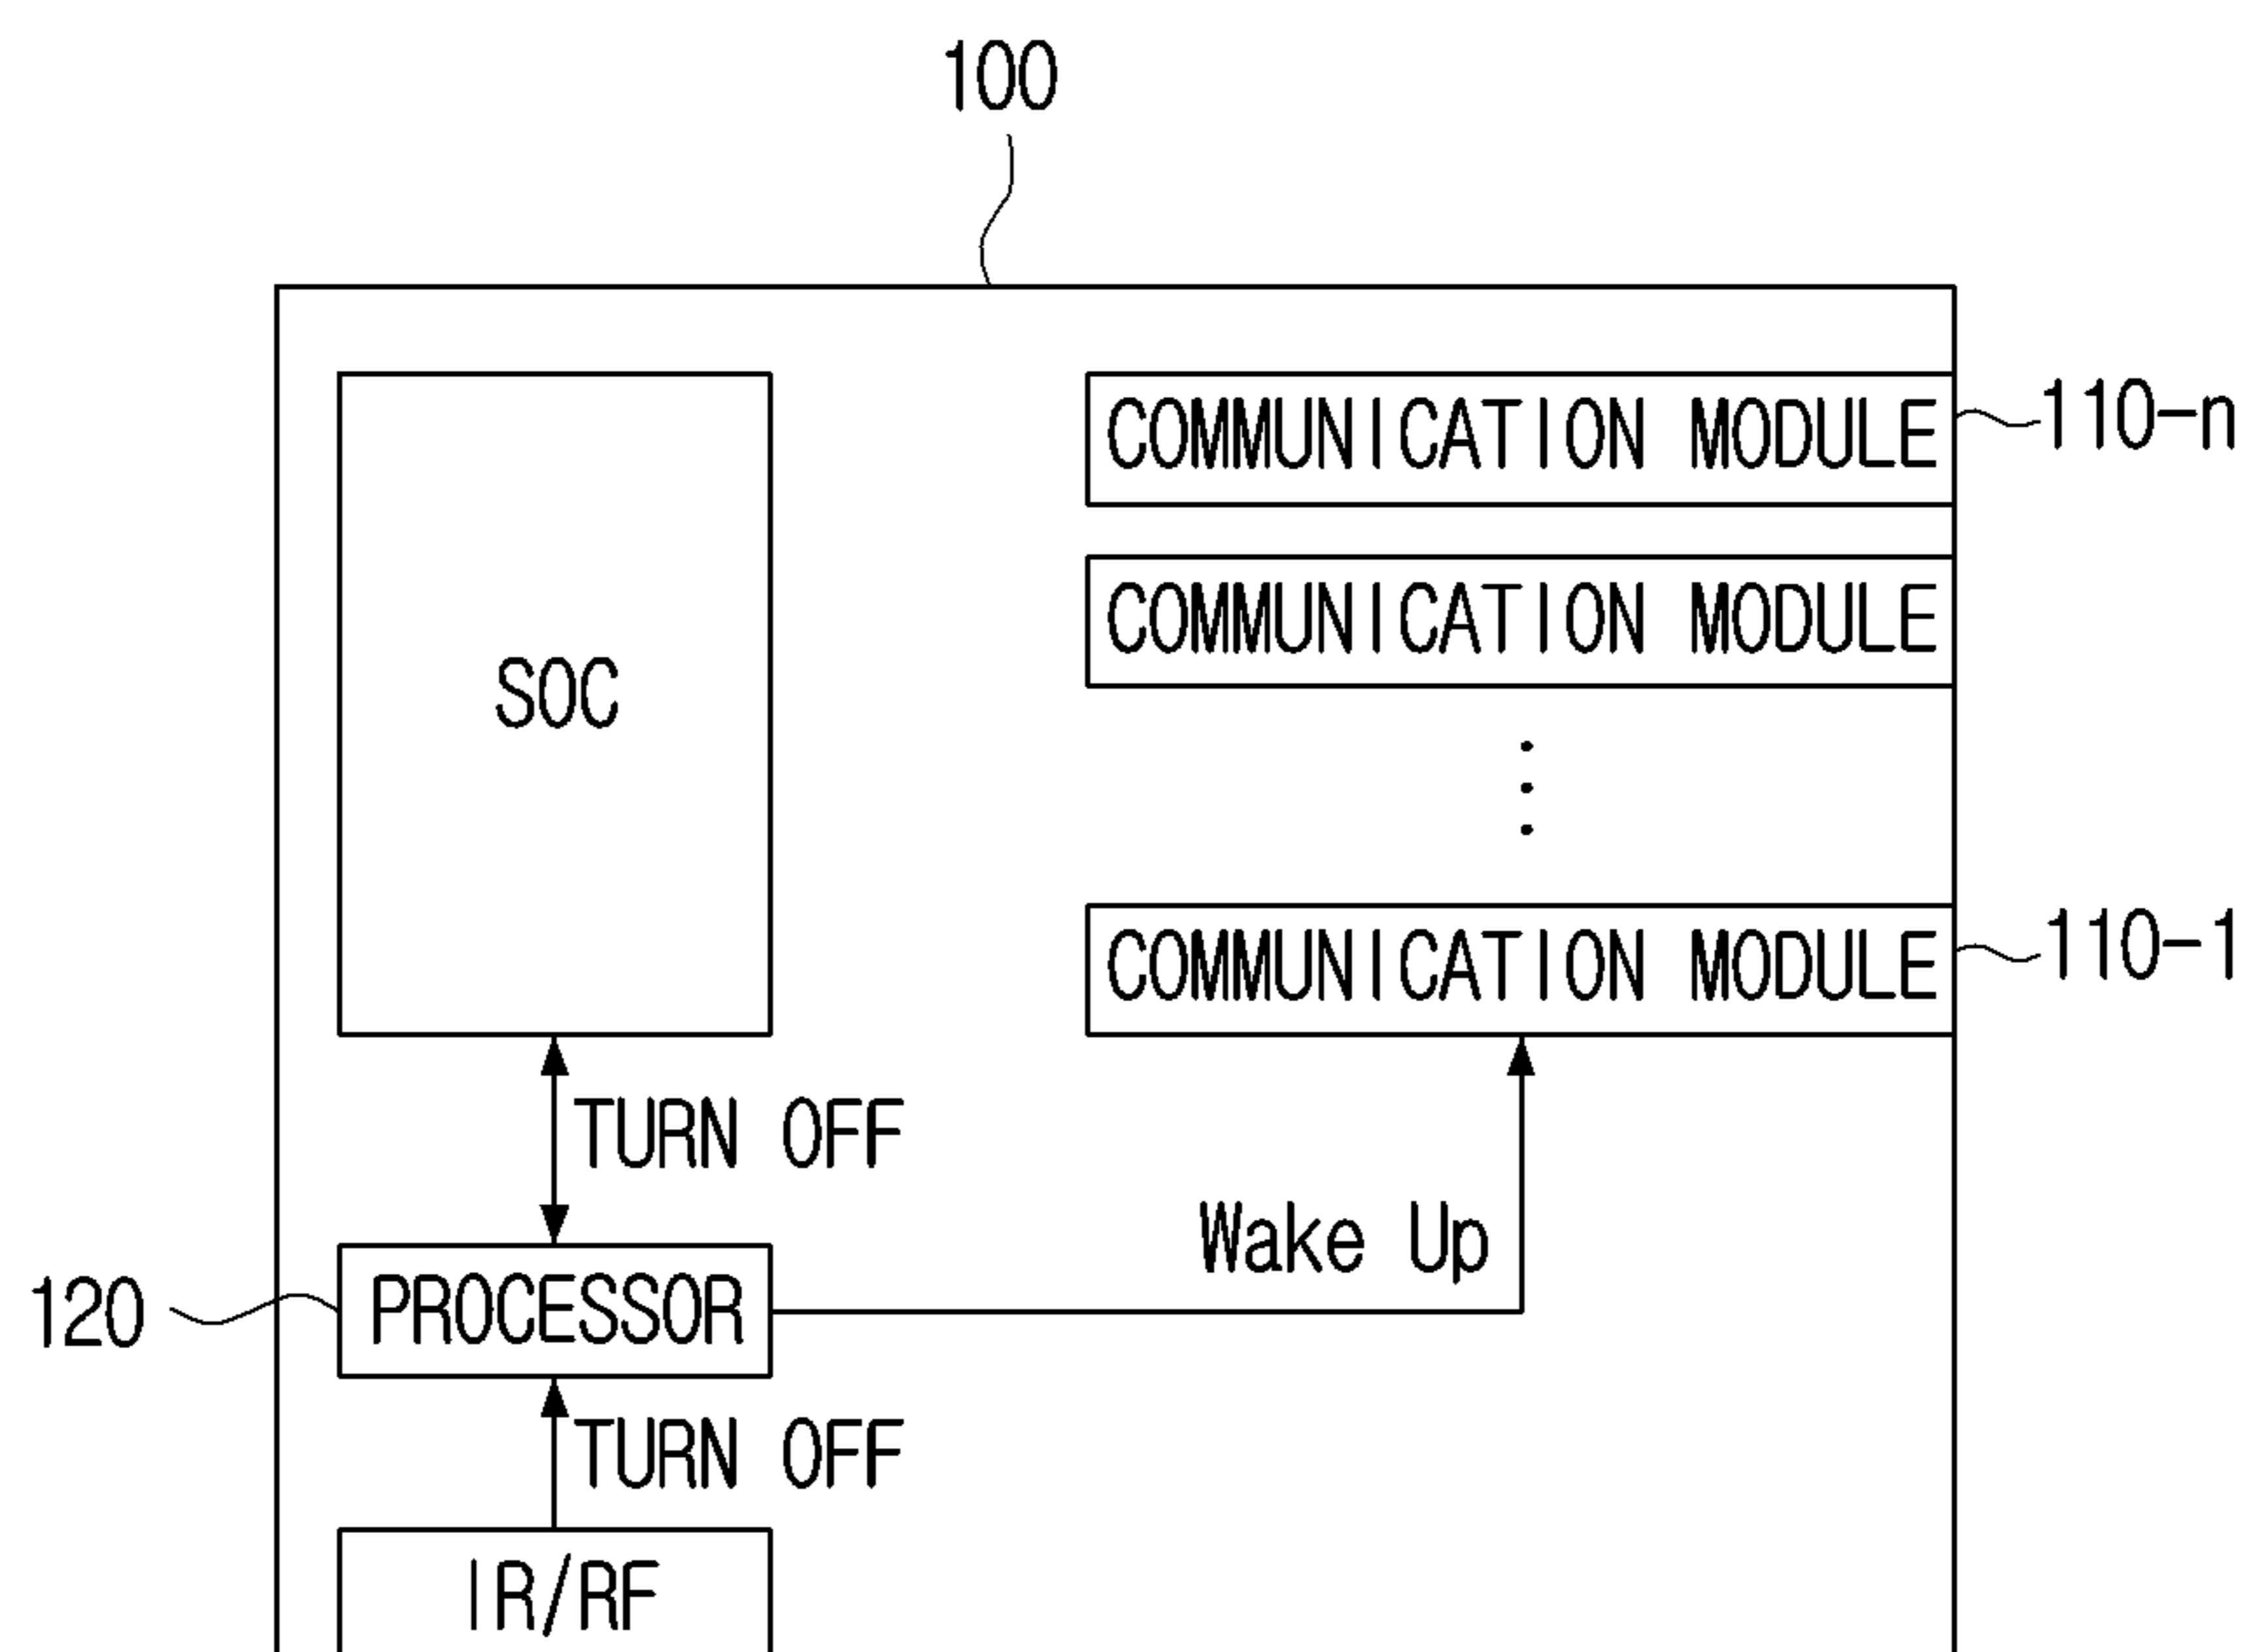 100
COMMUNICATION MODULE
110-n
COMMUNICATION MODULE
SOC
COMMUNICATION MODULE
110-1
TURN OFF
Wake Up
120
PROCESSOR
TURN OFF
IR/RF